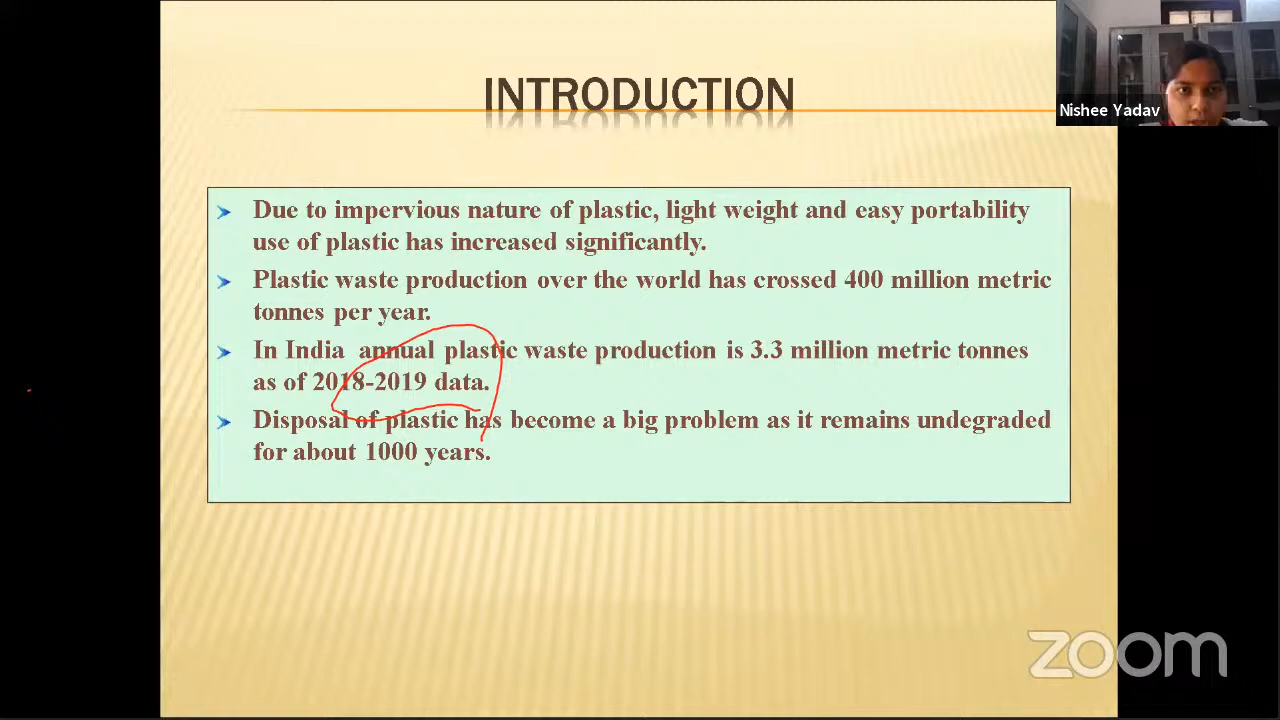 INTRODUCTION
Nishee Yadav
Due to impervious nature of plastic, light weight and easy portability
use of plastic has increased significantly.
Plastic waste production over the world has crossed 400 million metric
tonnes per year.
In India annual plastic waste production is 3.3 million metric tonnes
as of 2018-2019 data.
Disposal of plastic has become a big problem as it remains undegraded
for about 1000 years.
zoom